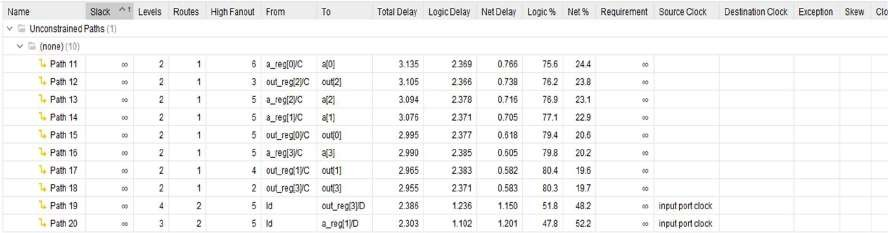 Name Slack ^1 Levels Routes High Fanout From To Total Delay Logic Delay Net Delay Logic % Net % Requirement Source Clock Destination Clock Exception Skew Clo
Unconstrained Paths (1)
(none) (10)
Path 11 ∞ 2 1 6 a_reg[0]/C a[0] 3.135 2.369 0.766 75.6 24.4 ∞
Path 12 ∞ 2 1 3 out_reg[2]/C out[2] 3.105 2.366 0.738 76.2 23.8 ∞
Path 13 ∞ 2 1 5 a_reg[2]/C a[2] 3.094 2.378 0.716 76.9 23.1 ∞
Path 14 ∞ 2 1 5 a_reg[1]/C a[1] 3.076 2.371 0.705 77.1 22.9 ∞
Path 15 ∞ 2 1 5 out_reg[0]/C out[0] 2.995 2.377 0.618 79.4 20.6 ∞
Path 16 ∞ 2 1 5 a_reg[3]/C a[3] 2.990 2.385 0.605 79.8 20.2 ∞
Path 17 ∞ 2 1 4 out_reg[1]/C out[1] 2.965 2.383 0.582 80.4 19.6 ∞
Path 18 ∞ 2 1 2 out_reg[3]/C out[3] 2.955 2.371 0.583 80.3 19.7 ∞
Path 19 ∞ 4 2 5 ld out_reg[3]/D 2.386 1.236 1.150 51.8 48.2 ∞ input port clock
Path 20 ∞ 3 2 5 ld a_reg[1]/D 2.303 1.102 1.201 47.8 52.2 ∞ input port clock